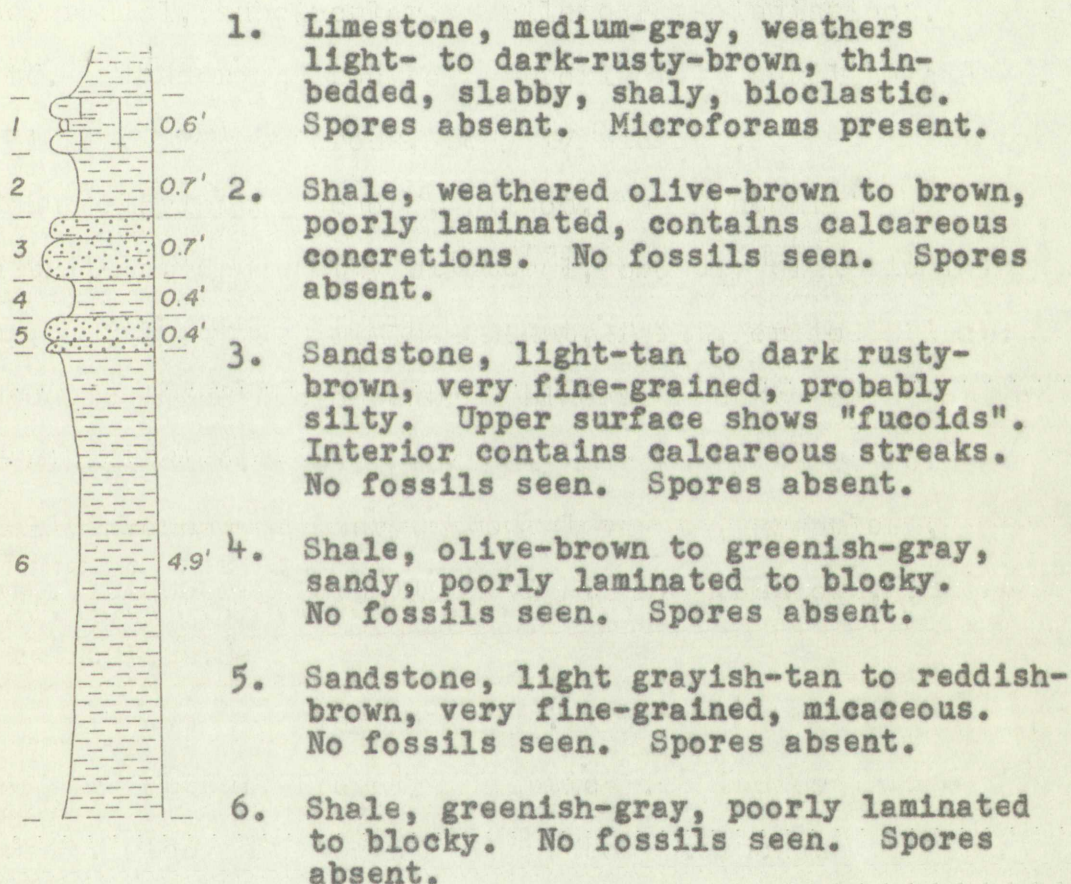 1. Limestone, medium-gray, weathers
light- to dark-rusty-brown, thin-
bedded, slabby, shaly, bioclastic.
Spores absent. Microforams present.
2. Shale, weathered olive-brown to brown,
poorly laminated, contains calcareous
concretions. No fossils seen. Spores
absent.
3. Sandstone, light-tan to dark rusty-
brown, very fine-grained, probably
silty. Upper surface shows "fucoids".
Interior contains calcareous streaks.
No fossils seen. Spores absent.
4. Shale, olive-brown to greenish-gray,
sandy, poorly laminated to blocky.
No fossils seen. Spores absent.
5. Sandstone, light grayish-tan to reddish-
brown, very fine-grained, micaceous.
No fossils seen. Spores absent.
6. Shale, greenish-gray, poorly laminated
to blocky. No fossils seen. Spores
absent.
1 0.6'
2 0.7'
3 0.7'
4 0.4'
5 0.4'
6 4.9'